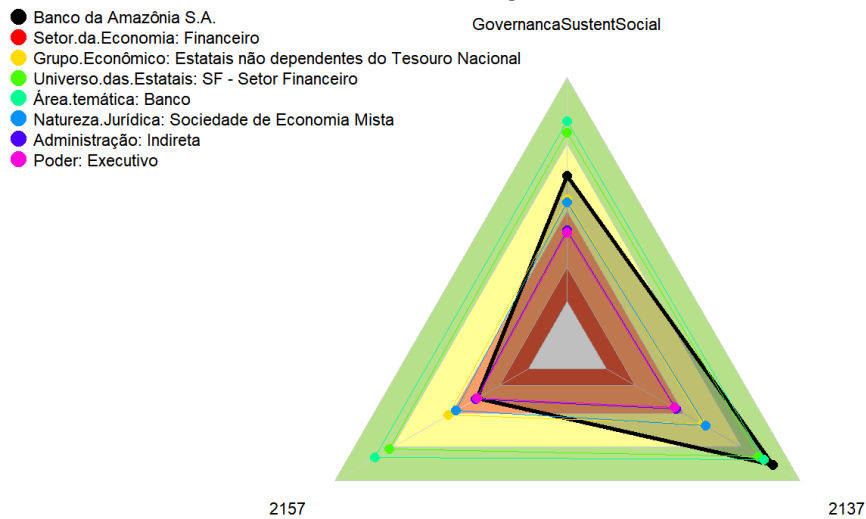 Banco da Amazônia S.A.
Setor.da.Economia: Financeiro
Grupo.Econômico: Estatais não dependentes do Tesouro Nacional
Universo.das.Estatais: SF - Setor Financeiro
Área.temática: Banco
Natureza.Jurídica: Sociedade de Economia Mista
Administração: Indireta
Poder: Executivo
GovernancaSustentSocial
2157
2137